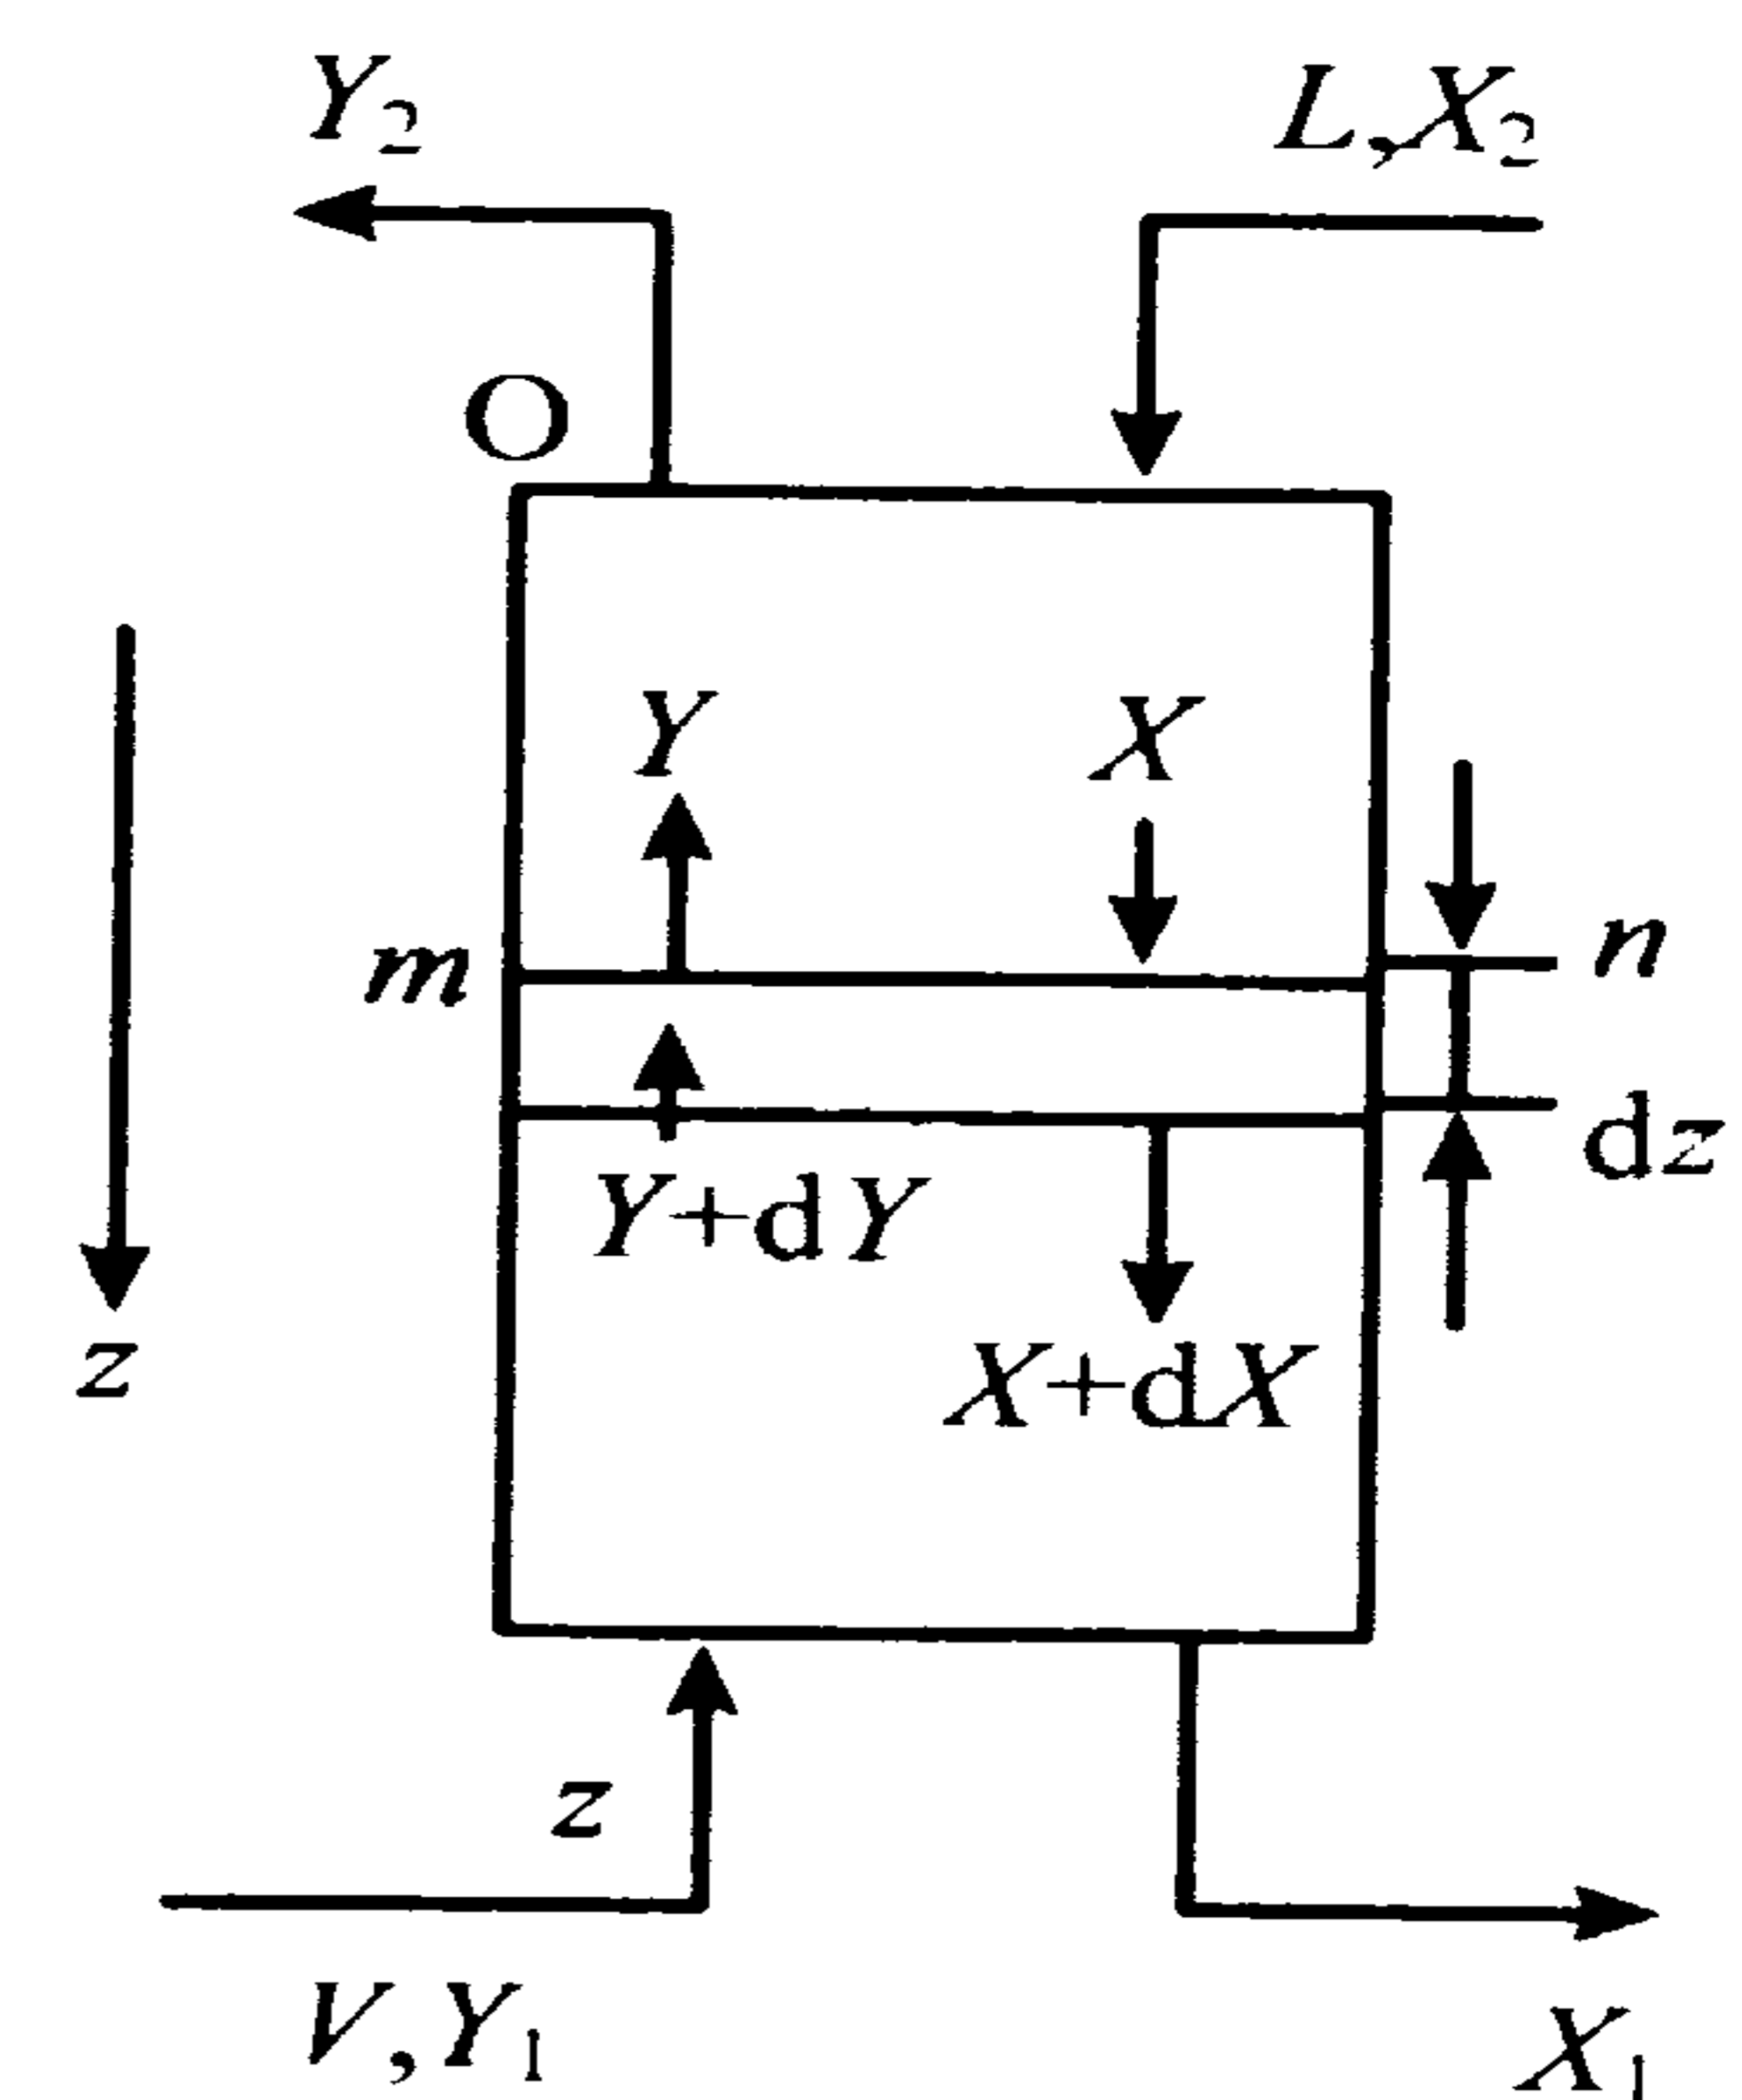 Y₂
L,X₂
O
Y
X
m
n
dz
Y+dY
z
X+dX
z
V,Y₁
X₁